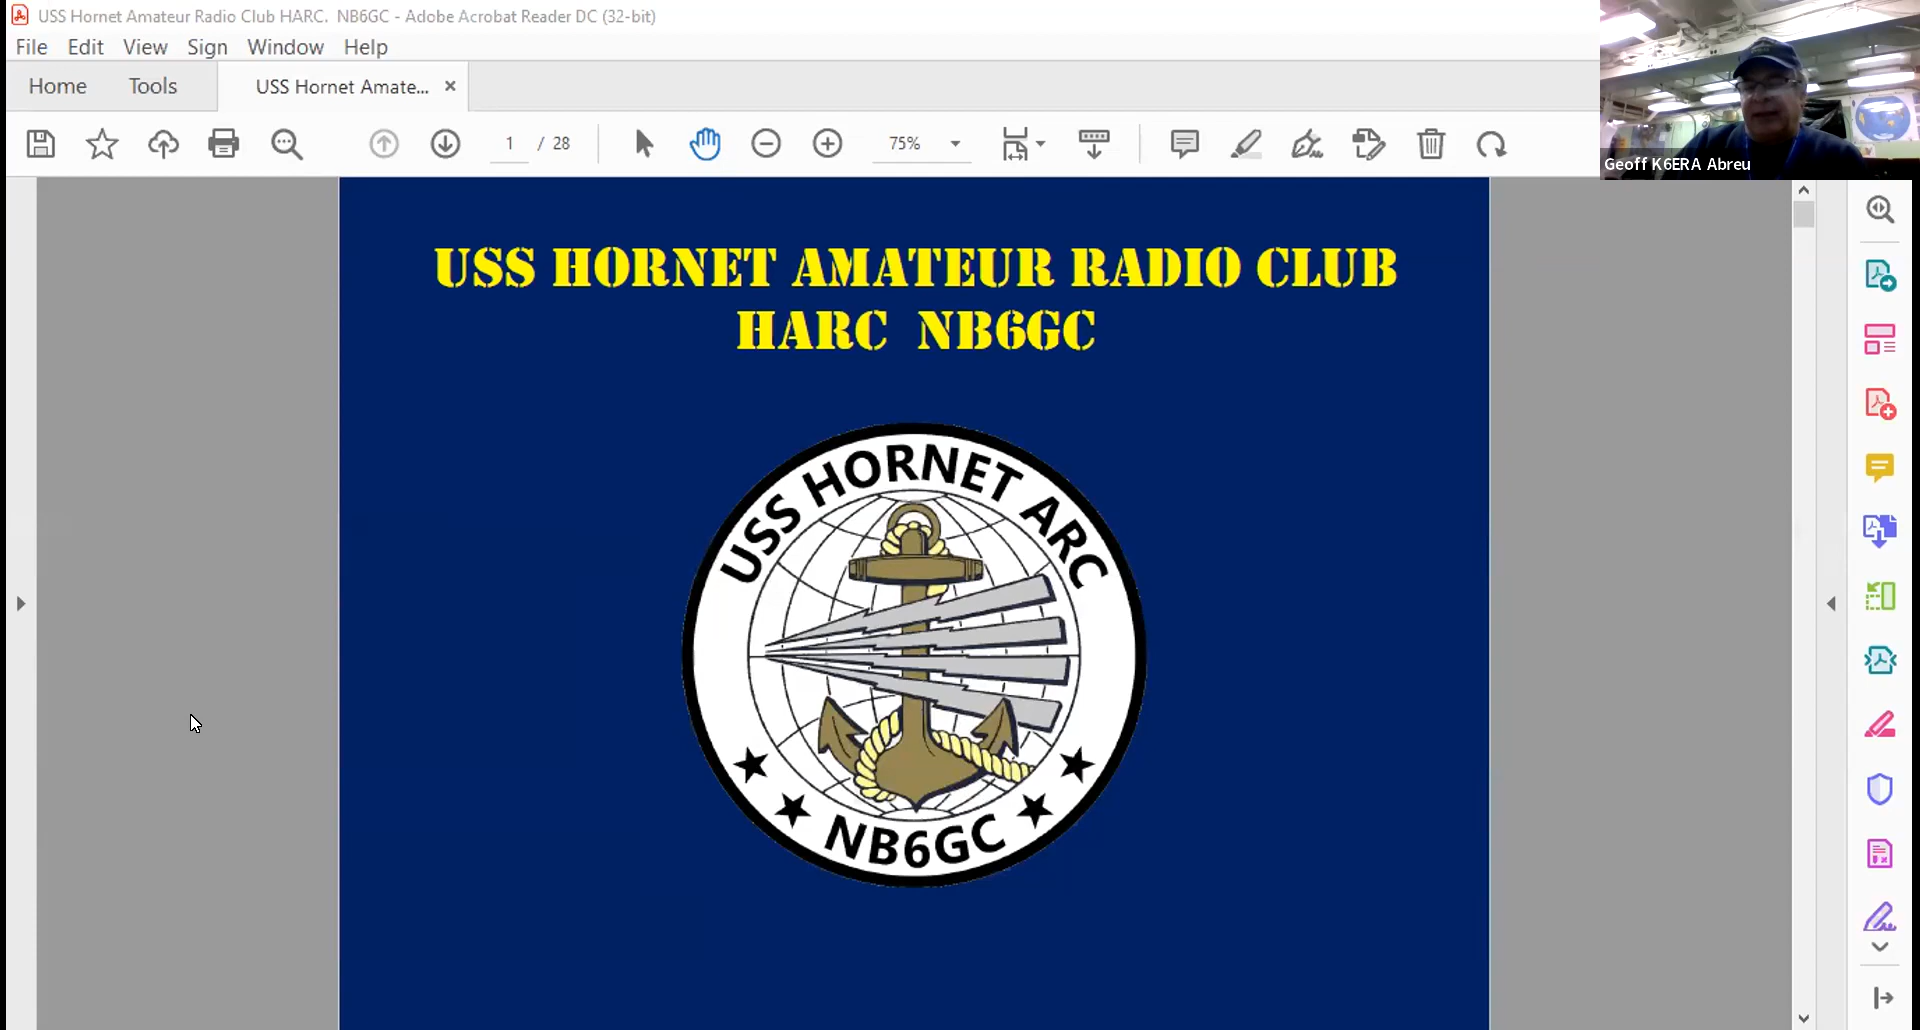 USS Hornet Amateur Radio Club HARC.  NB6GC - Adobe Acrobat Reader DC (32-bit)
File Edit View Sign Window Help
Home Tools USS Hornet Amate... ×
1 / 28 75%
Geoff K6ERA Abreu
USS HORNET AMATEUR RADIO CLUB
HARC  NB6GC
USS HORNET ARC
NB6GC